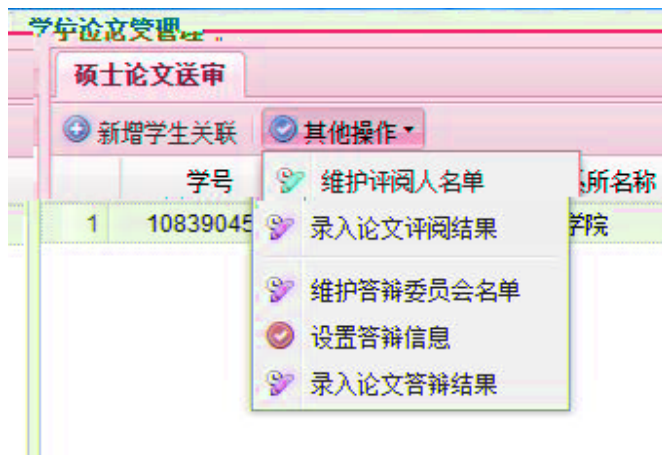 学位论文管理
硕士论文送审
新增学生关联 其他操作
学号 所名称
维护评阅人名单
1 10839045 学院
录入论文评阅结果
维护答辩委员会名单
设置答辩信息
录入论文答辩结果